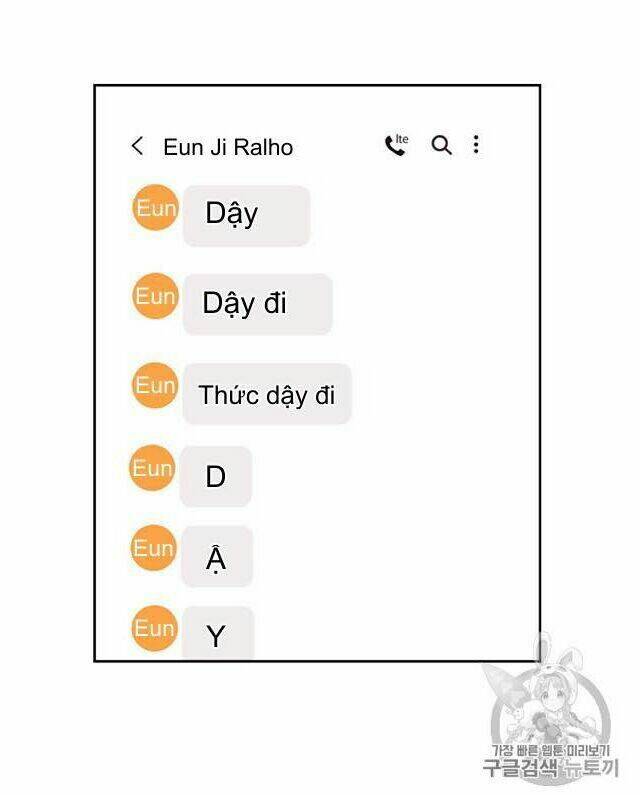 Eun Ji Ralho
lte
Eun
Dậy
Eun
Dậy đi
Eun
Thức dậy đi
Eun
D
Eun
Ậ
Eun
Y
가장 빠른 웹툰 미리보기
구글검색 뉴토끼